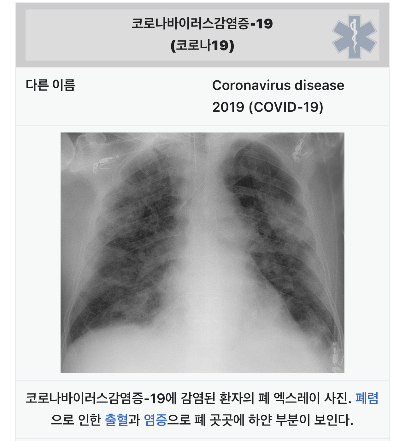 코로나바이러스감염증-19
(코로나19)
다른 이름
Coronavirus disease
2019 (COVID-19)
코로나바이러스감염증-19에 감염된 환자의 폐 엑스레이 사진. 폐렴
으로 인한 출혈과 염증으로 폐 곳곳에 하얀 부분이 보인다.